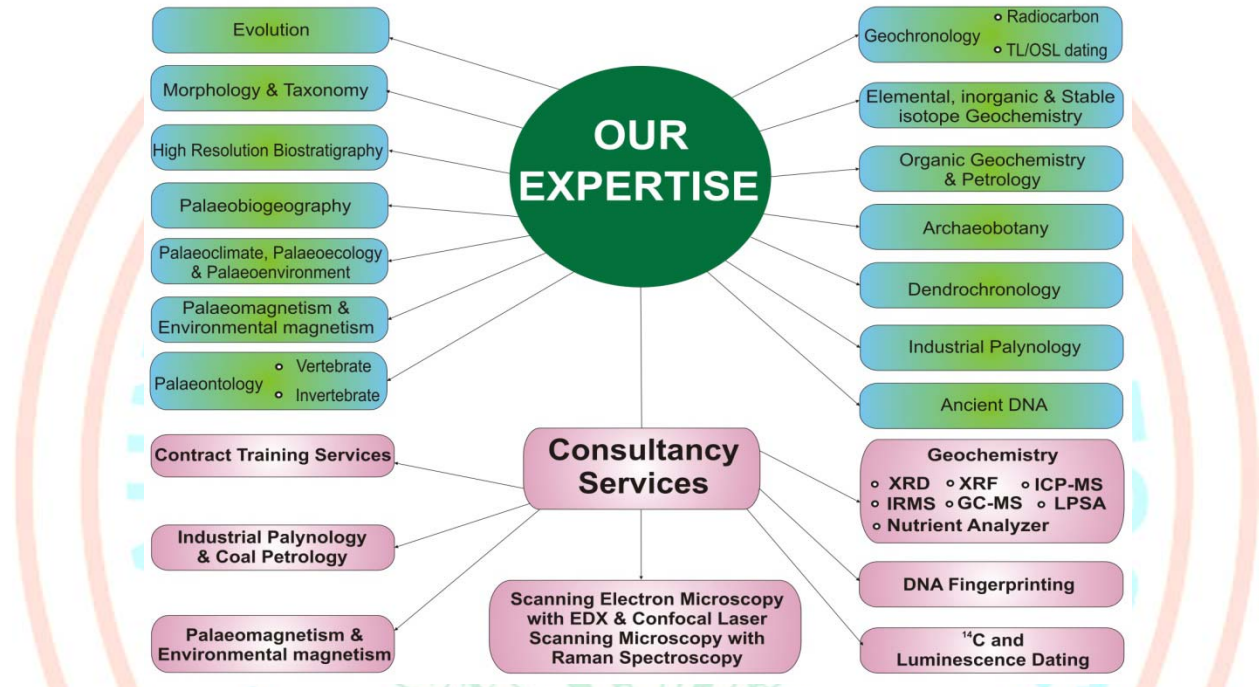 OUR
EXPERTISE
Evolution
Morphology & Taxonomy
High Resolution Biostratigraphy
Palaeobiogeography
Palaeoclimate, Palaeoecology
& Palaeoenvironment
Palaeomagnetism &
Environmental magnetism
Palaeontology
Vertebrate
Invertebrate
Geochronology
Radiocarbon
TL/OSL dating
Elemental, inorganic & Stable
isotope Geochemistry
Organic Geochemistry
& Petrology
Archaeobotany
Dendrochronology
Industrial Palynology
Ancient DNA
Consultancy
Services
Contract Training Services
Industrial Palynology
& Coal Petrology
Palaeomagnetism &
Environmental magnetism
Scanning Electron Microscopy
with EDX & Confocal Laser
Scanning Microscopy with
Raman Spectroscopy
Geochemistry
XRD XRF ICP-MS
IRMS GC-MS LPSA
Nutrient Analyzer
DNA Fingerprinting
¹⁴C and
Luminescence Dating